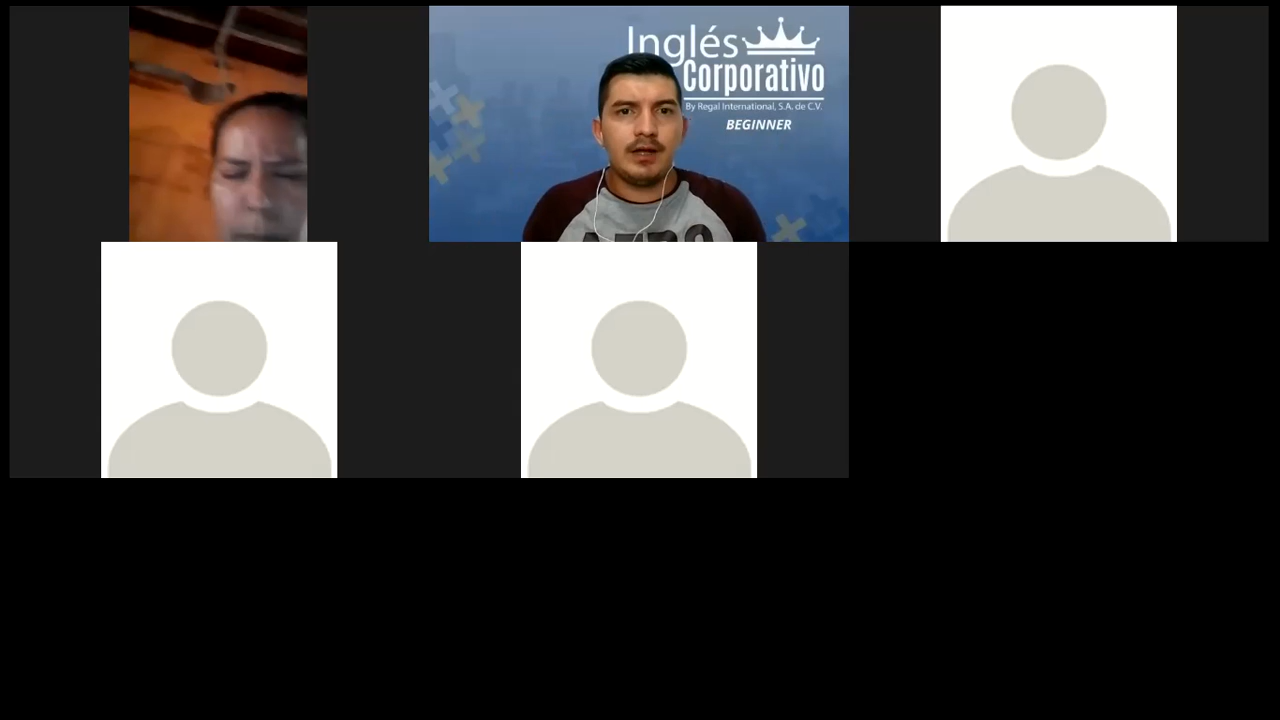 Inglés
Corporativo
By Regal International, S.A. de C.V.
BEGINNER